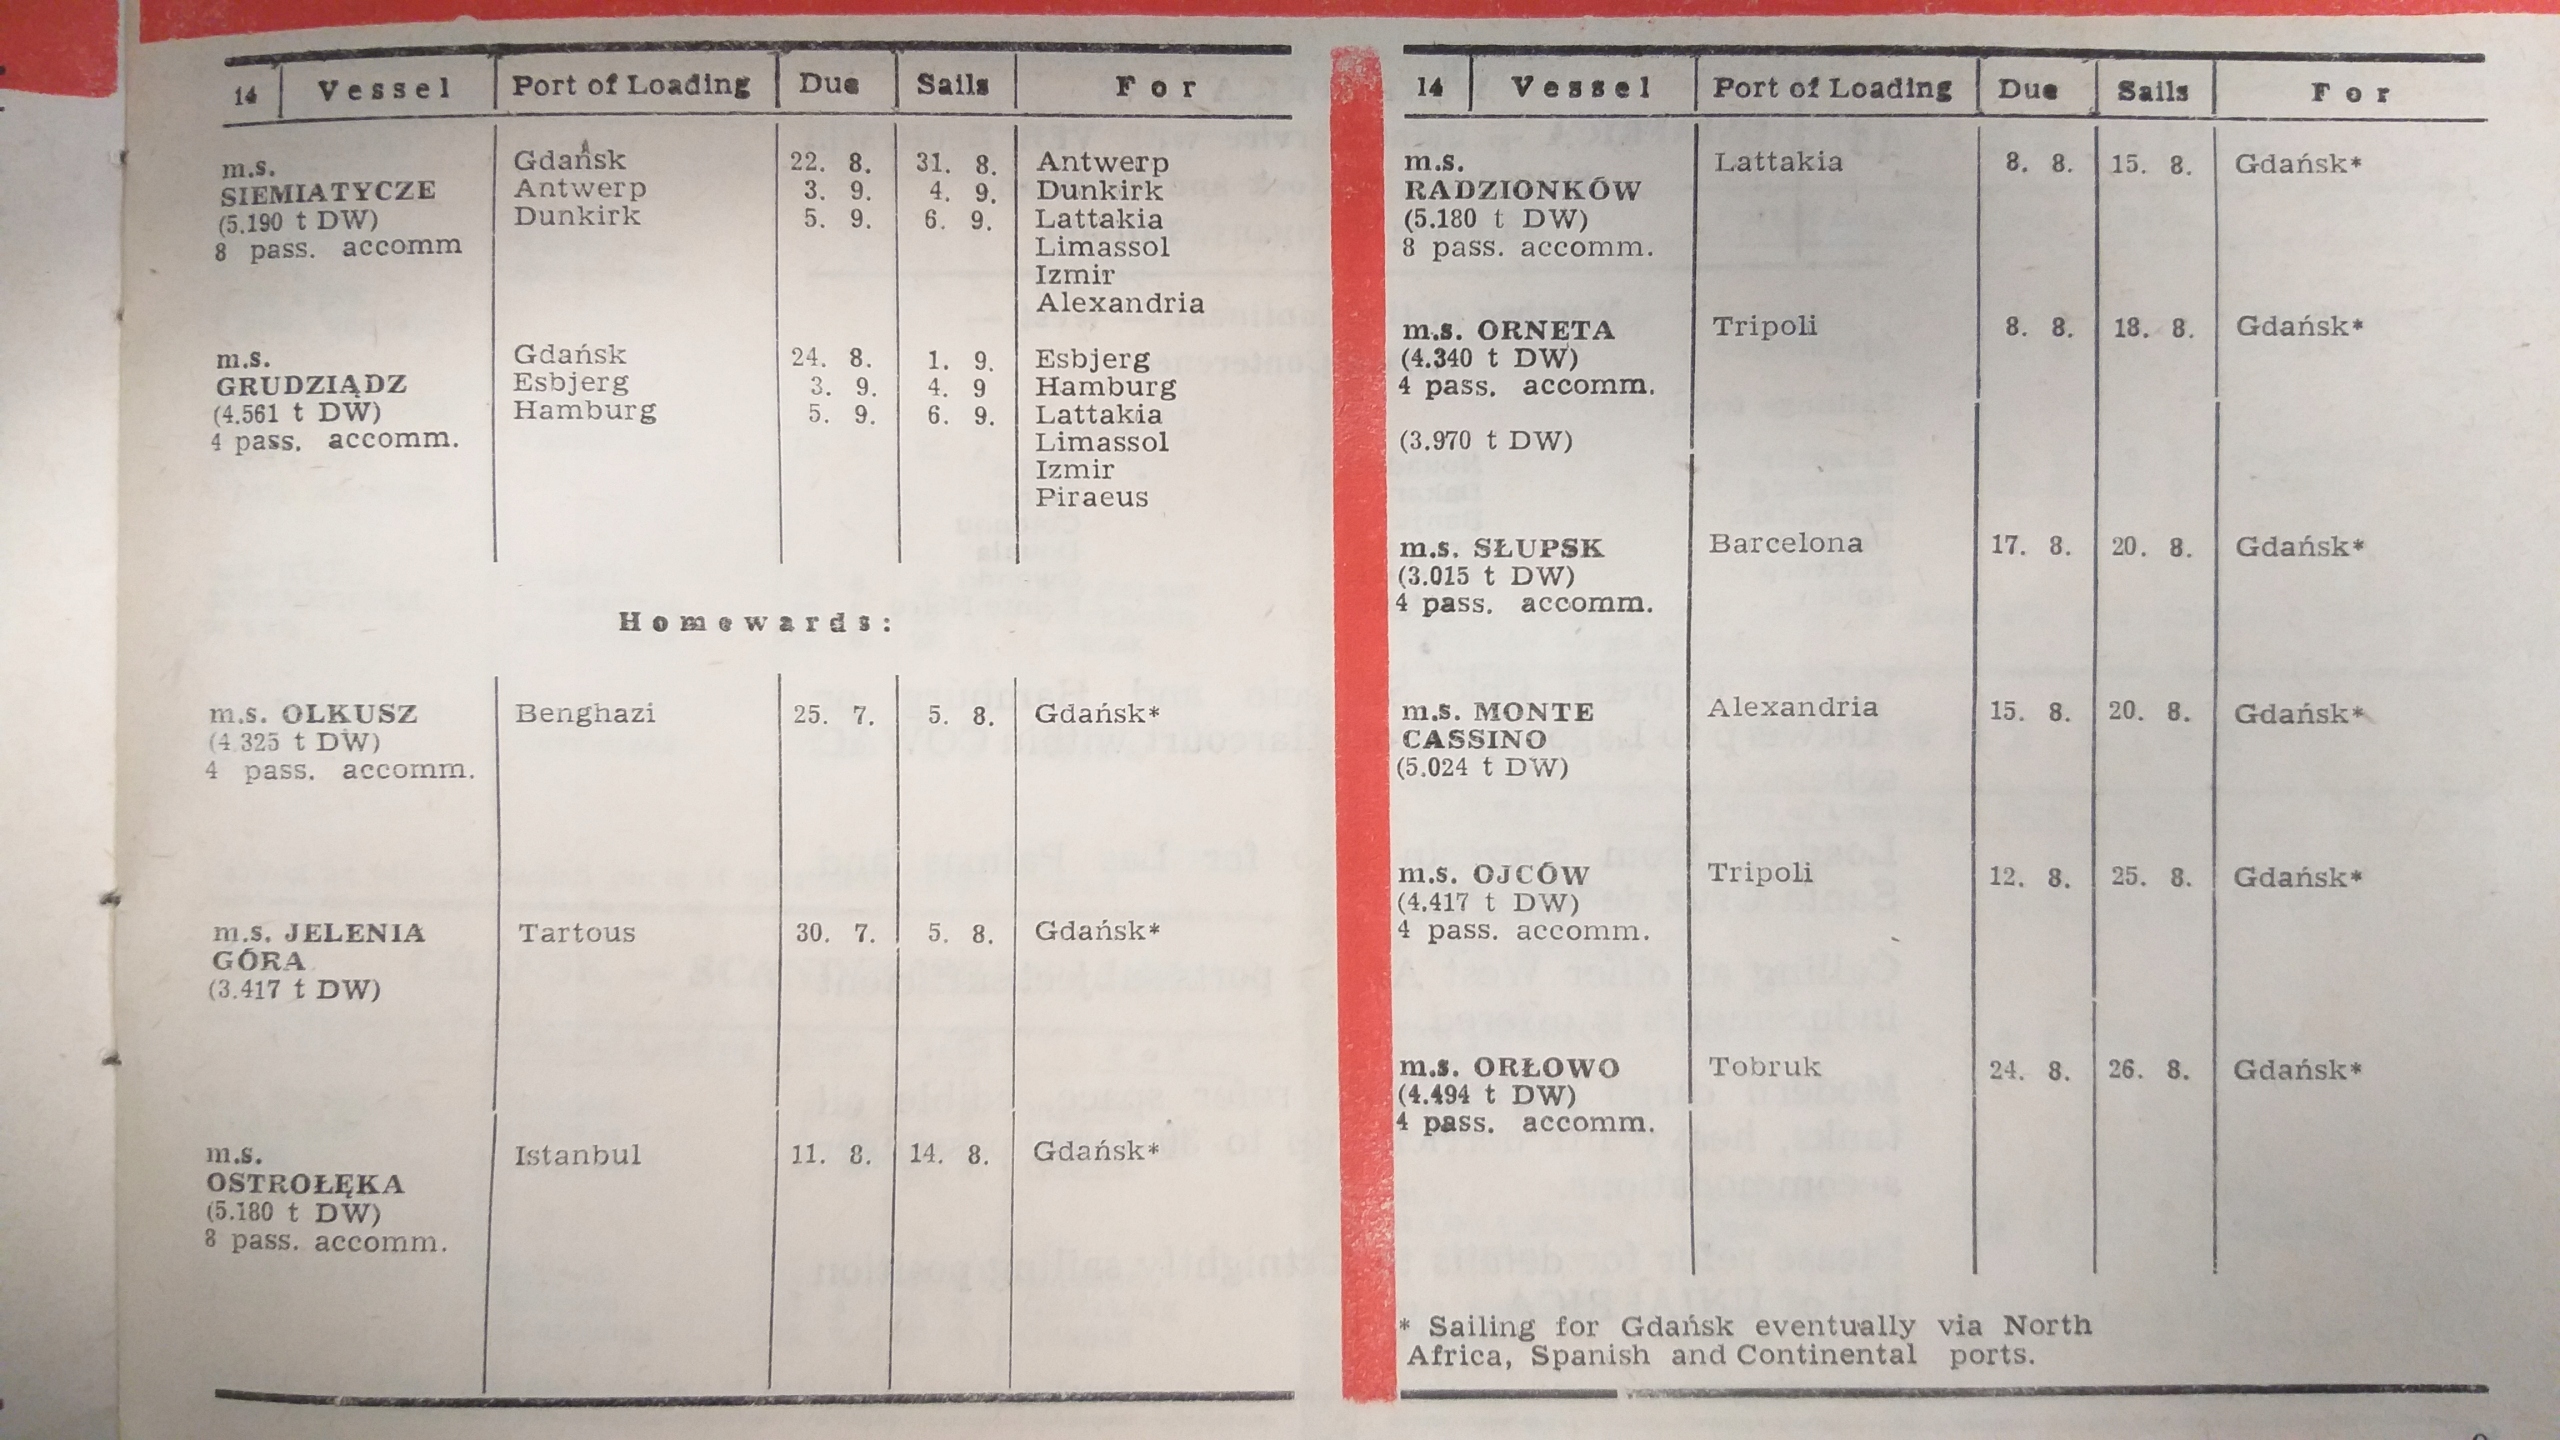 14 Vessel Port of Loading Due Sails For
m.s. Gdańsk 22. 8. 31. 8. Antwerp
SIEMIATYCZE Antwerp 3. 9. 4. 9. Dunkirk
(5.190 t DW) Dunkirk 5. 9. 6. 9. Lattakia
8 pass. accomm Limassol
Izmir
Alexandria
m.s. Gdańsk 24. 8. 1. 9. Esbjerg
GRUDZIĄDZ Esbjerg 3. 9. 4. 9 Hamburg
(4.561 t DW) Hamburg 5. 9. 6. 9. Lattakia
4 pass. accomm. Limassol
Izmir
Piraeus
Homewards:
m.s. OLKUSZ Benghazi 25. 7. 5. 8. Gdańsk*
(4.325 t DW)
4 pass. accomm.
m.s. JELENIA Tartous 30. 7. 5. 8. Gdańsk*
GÓRA
(3.417 t DW)
m.s. Istanbul 11. 8. 14. 8. Gdańsk*
OSTROŁĘKA
(5.180 t DW)
8 pass. accomm.
14 Vessel Port of Loading Due Sails For
m.s. Lattakia 8. 8. 15. 8. Gdańsk*
RADZIONKÓW
(5.180 t DW)
8 pass. accomm.
m.s. ORNETA Tripoli 8. 8. 18. 8. Gdańsk*
(4.340 t DW)
4 pass. accomm.
(3.970 t DW)
m.s. SŁUPSK Barcelona 17. 8. 20. 8. Gdańsk*
(3.015 t DW)
4 pass. accomm.
m.s. MONTE Alexandria 15. 8. 20. 8. Gdańsk*
CASSINO
(5.024 t DW)
m.s. OJCÓW Tripoli 12. 8. 25. 8. Gdańsk*
(4.417 t DW)
4 pass. accomm.
m.s. ORŁOWO Tobruk 24. 8. 26. 8. Gdańsk*
(4.494 t DW)
4 pass. accomm.
* Sailing for Gdańsk eventually via North
Africa, Spanish and Continental ports.